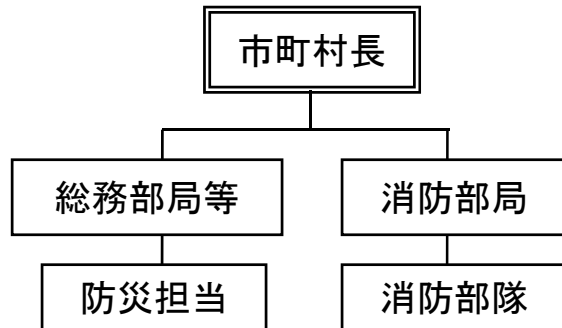 市町村長
総務部局等
消防部局
防災担当
消防部隊